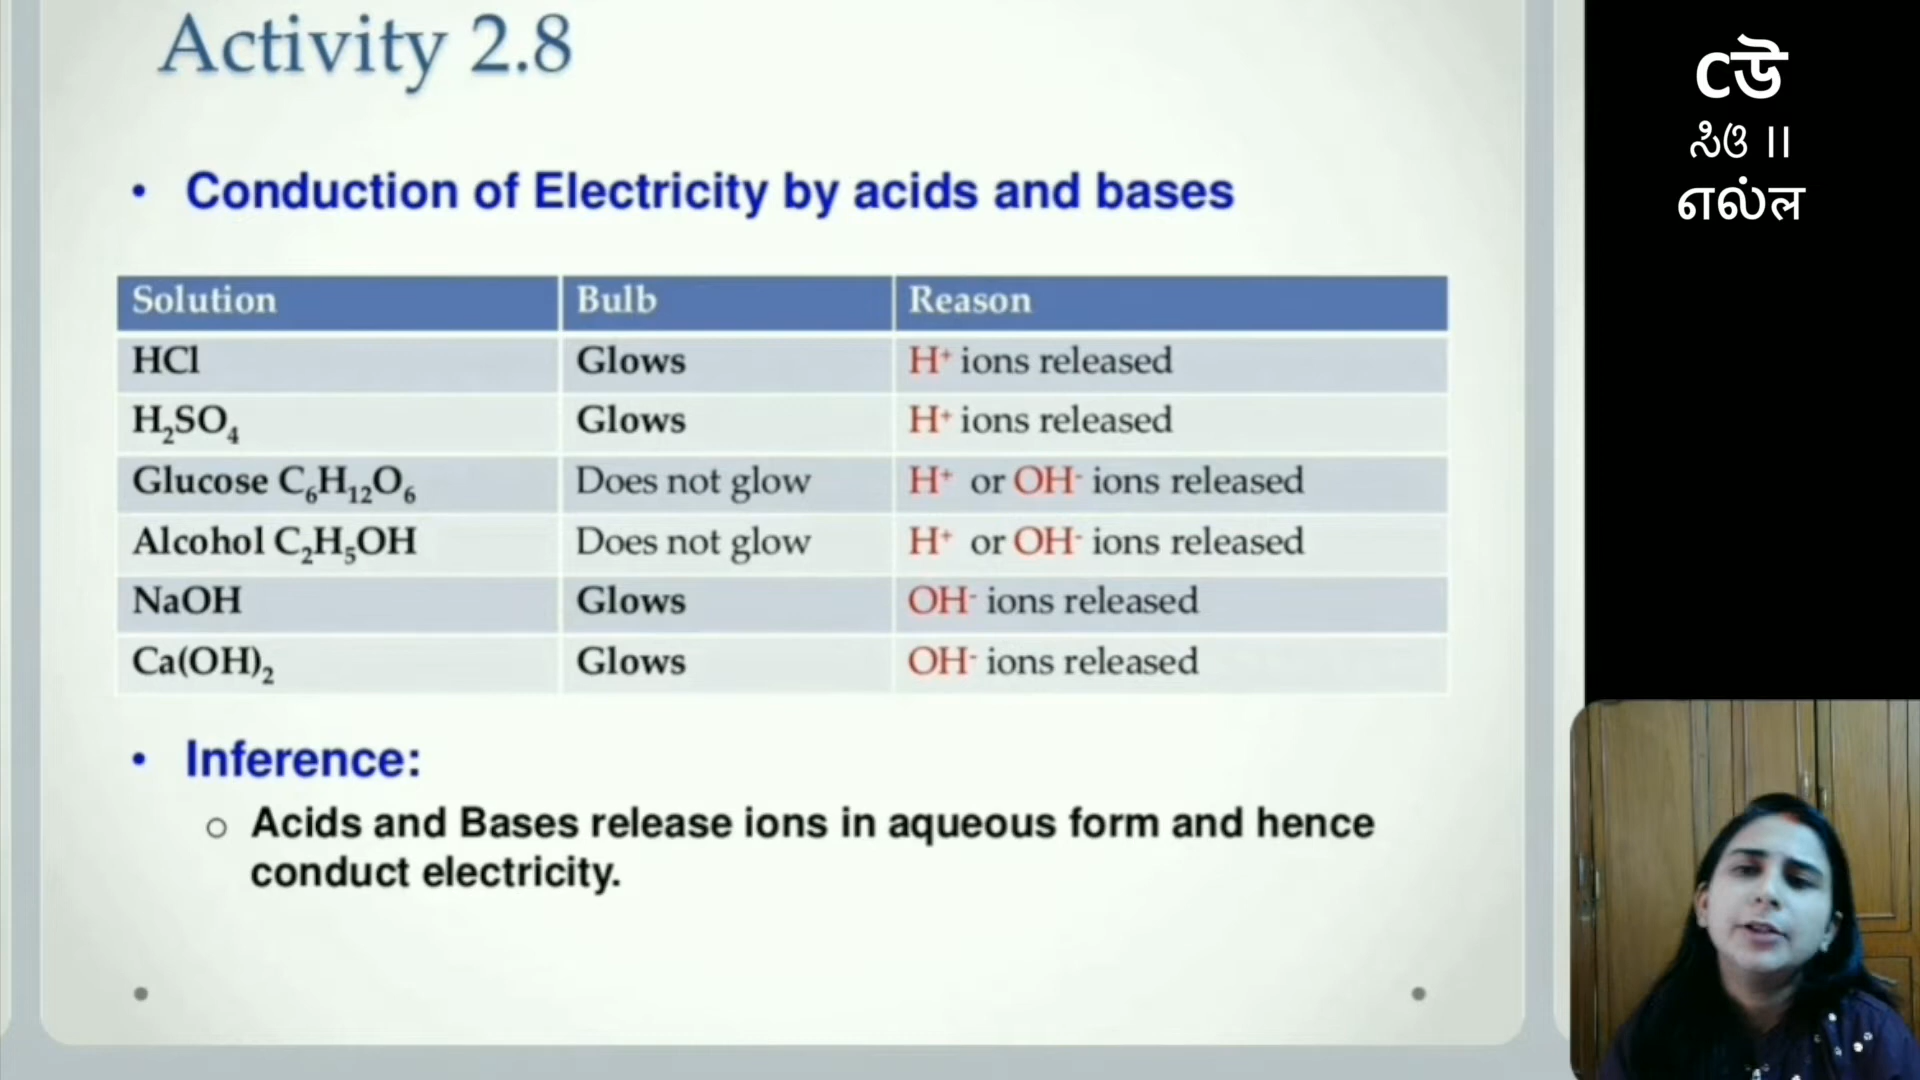 Activity 2.8
• Conduction of Electricity by acids and bases
Solution Bulb Reason
HCl Glows H⁺ ions released
H₂SO₄ Glows H⁺ ions released
Glucose C₆H₁₂O₆ Does not glow H⁺ or OH⁻ ions released
Alcohol C₂H₅OH Does not glow H⁺ or OH⁻ ions released
NaOH Glows OH⁻ ions released
Ca(OH)₂ Glows OH⁻ ions released
• Inference:
o Acids and Bases release ions in aqueous form and hence
conduct electricity.